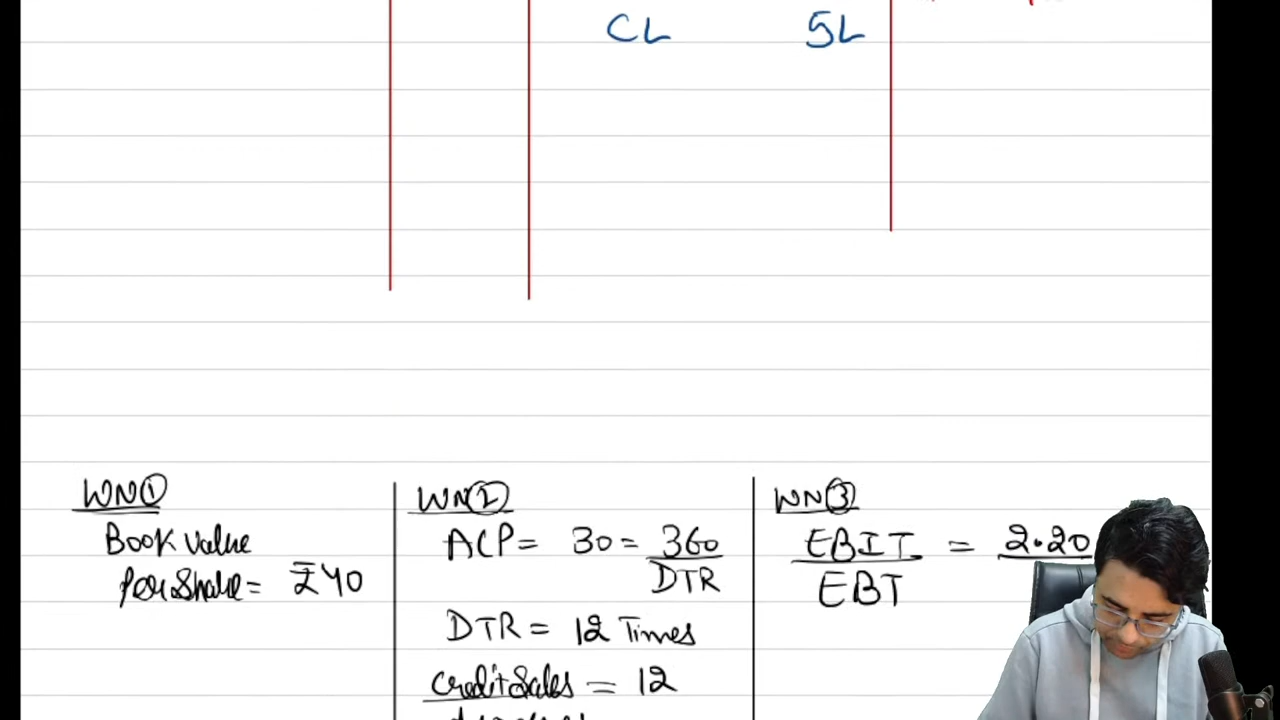 CL 5L
WN①
Book Value
per Share = ₹40
WN②
ACP = 30 = 360
DTR
DTR = 12 Times
Credit Sales = 12
WN③
EBIT = 2.20
EBT